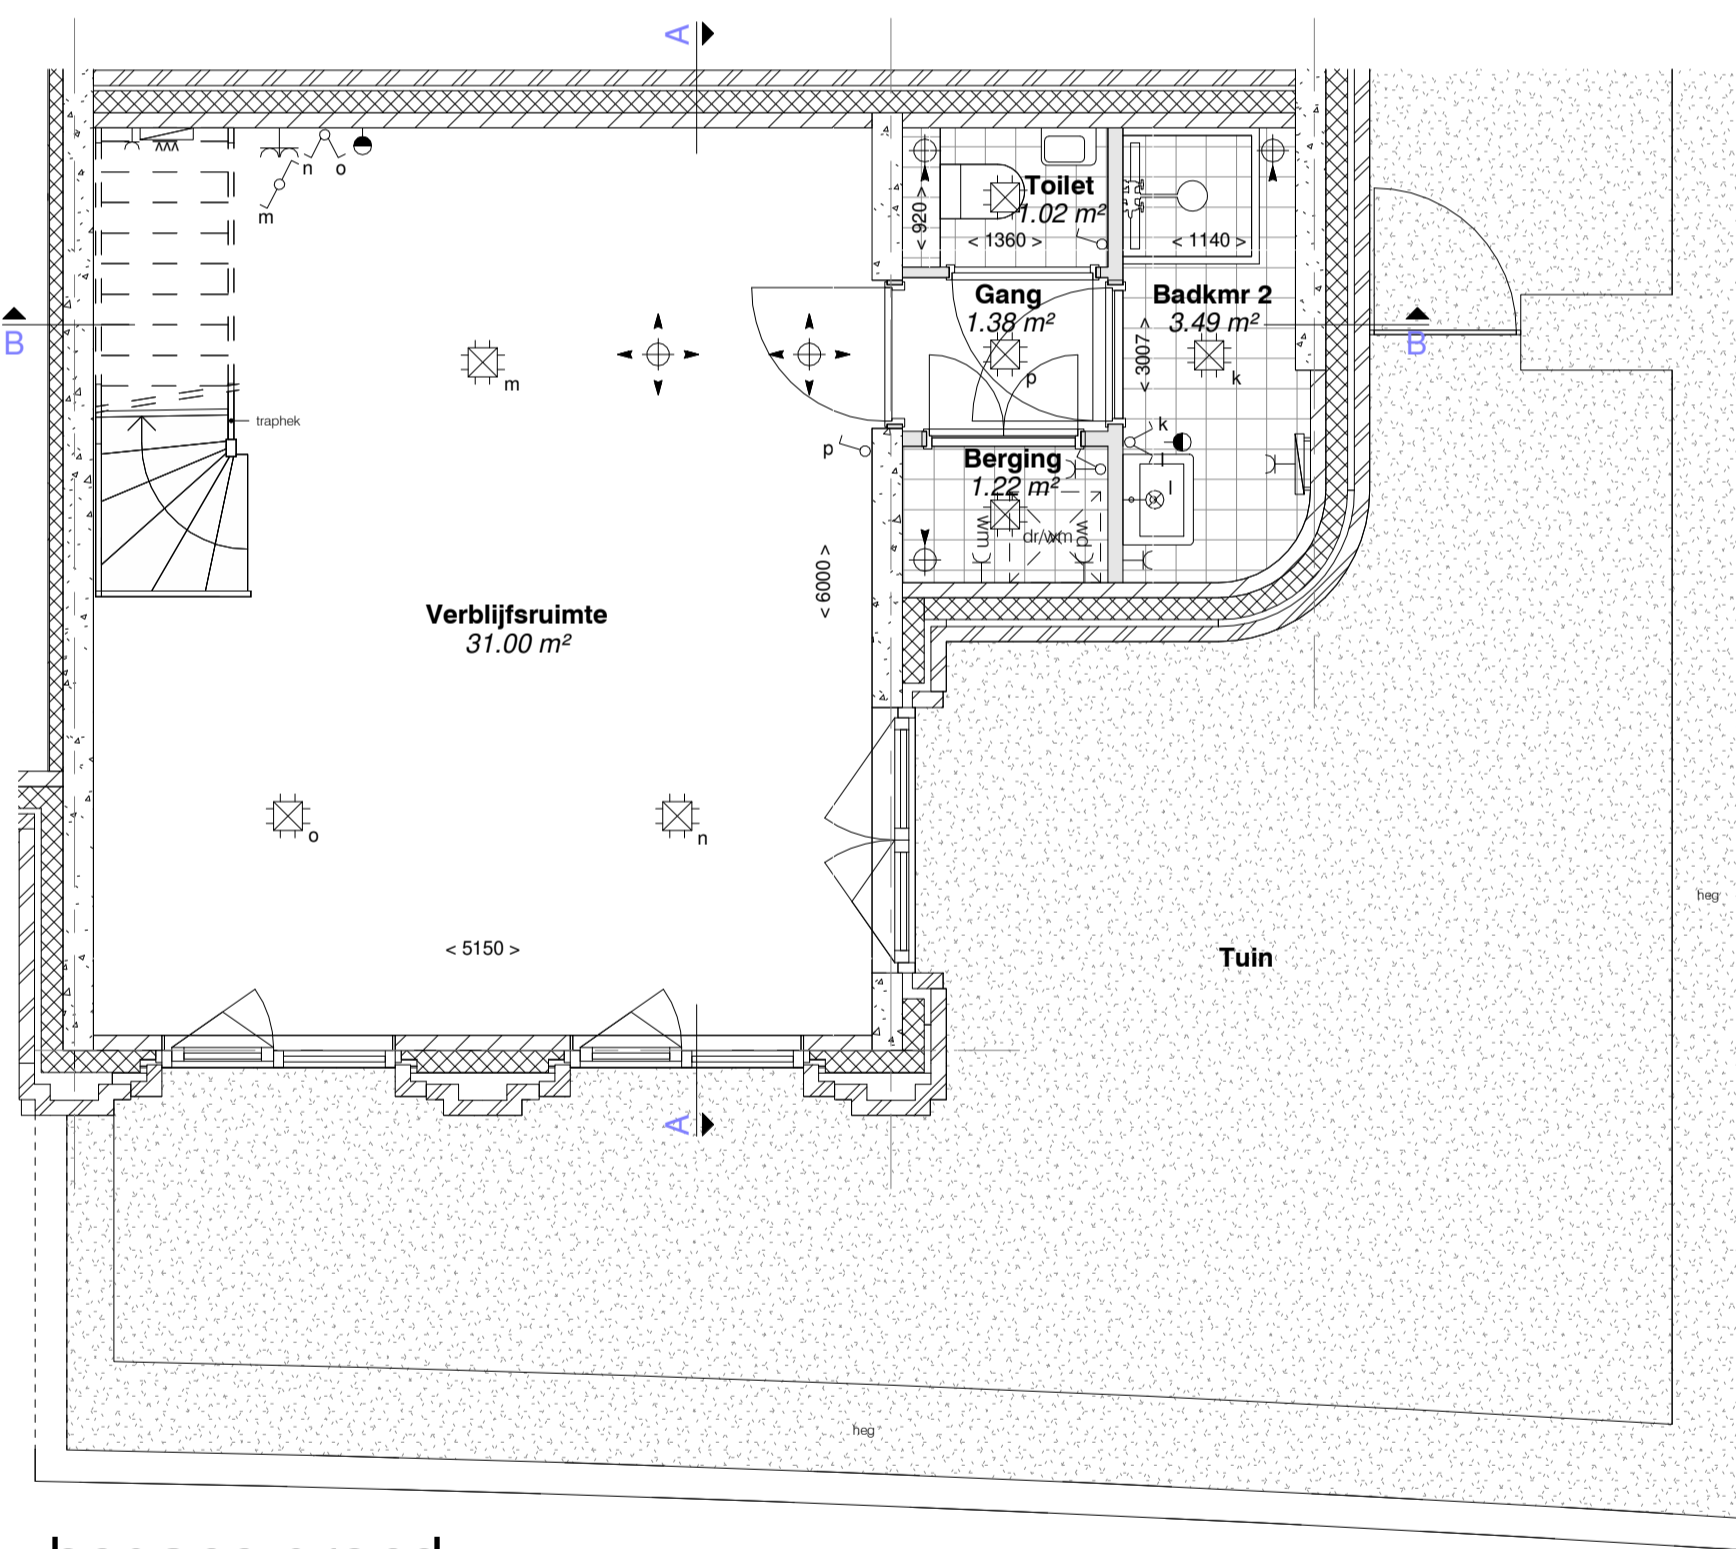 A
n
o
m
Toilet
1.02 m²
< 920 >
< 1360 >
< 1140 >
Gang
1.38 m²
p
Badkmr 2
3.49 m²
< 3007 >
k
B
B
m
traphek
p
k
l
l
Berging
1.22 m²
wm
dr/wm
wd
< 6000 >
Verblijfsruimte
31.00 m²
o
n
heg
< 5150 >
Tuin
A
heg